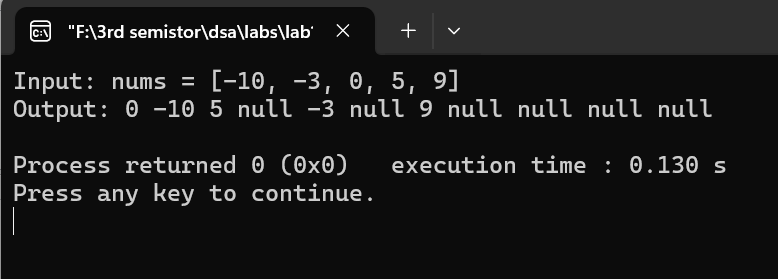 "F:\3rd semistor\dsa\labs\lab
Input: nums = [-10, -3, 0, 5, 9]
Output: 0 -10 5 null -3 null 9 null null null null
Process returned 0 (0x0)   execution time : 0.130 s
Press any key to continue.